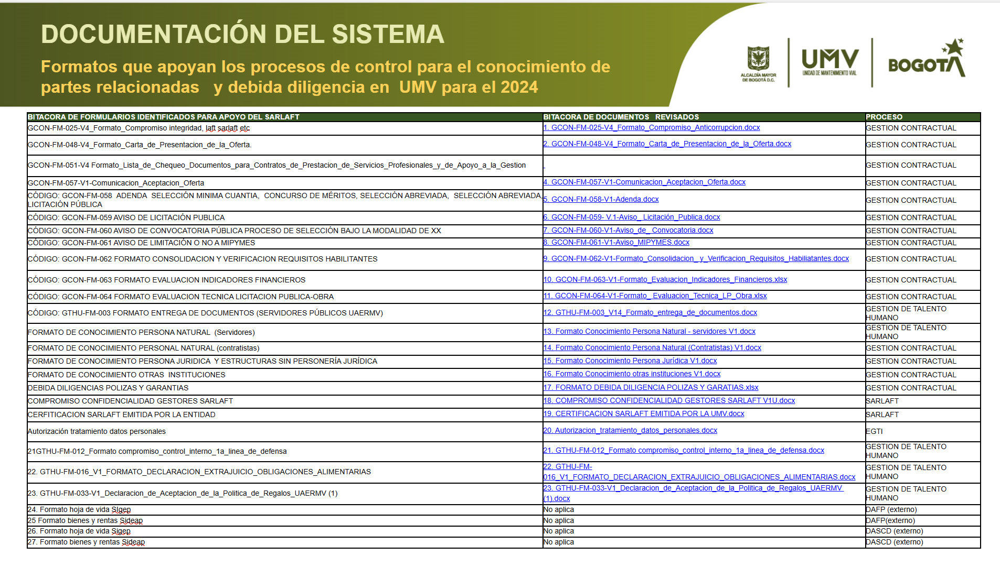 DOCUMENTACIÓN DEL SISTEMA
Formatos que apoyan los procesos de control para el conocimiento de
partes relacionadas y debida diligencia en UMV para el 2024
ALCALDÍA MAYOR
DE BOGOTÁ D.C.
UMV
UNIDAD DE MANTENIMIENTO VIAL
BOGOTÁ
BITACORA DE FORMULARIOS IDENTIFICADOS PARA APOYO DEL SARLAFT
BITACORA DE DOCUMENTOS REVISADOS
PROCESO
GCON-FM-025-V4_Formato_Compromiso integridad, laft sarlaft etc
1. GCON-FM-025-V4_Formato_Compromiso_Anticorrupcion.docx
GESTION CONTRACTUAL
GCON-FM-048-V4_Formato_Carta_de_Presentacion_de_la_Oferta.
2. GCON-FM-048-V4_Formato_Carta_de_Presentacion_de_la_Oferta.docx
GESTION CONTRACTUAL
GCON-FM-051-V4 Formato_Lista_de_Chequeo_Documentos_para_Contratos_de_Prestacion_de_Servicios_Profesionales_y_de_Apoyo_a_la_Gestion
GESTION CONTRACTUAL
GCON-FM-057-V1-Comunicacion_Aceptacion_Oferta
4. GCON-FM-057-V1-Comunicacion_Aceptacion_Oferta.docx
GESTION CONTRACTUAL
CÓDIGO: GCON-FM-058 ADENDA SELECCIÓN MINIMA CUANTIA, CONCURSO DE MÉRITOS, SELECCIÓN ABREVIADA, SELECCIÓN ABREVIADA,
LICITACIÓN PÚBLICA
5. GCON-FM-058-V1-Adenda.docx
GESTION CONTRACTUAL
CÓDIGO: GCON-FM-059 AVISO DE LICITACIÓN PUBLICA
6. GCON-FM-059- V.1-Aviso_ Licitación_Publica.docx
GESTION CONTRACTUAL
CÓDIGO: GCON-FM-060 AVISO DE CONVOCATORIA PÚBLICA PROCESO DE SELECCIÓN BAJO LA MODALIDAD DE XX
7. GCON-FM-060-V1-Aviso_de_ Convocatoria.docx
GESTION CONTRACTUAL
CÓDIGO: GCON-FM-061 AVISO DE LIMITACIÓN O NO A MIPYMES
8. GCON-FM-061-V1-Aviso_MIPYMES.docx
GESTION CONTRACTUAL
CÓDIGO: GCON-FM-062 FORMATO CONSOLIDACION Y VERIFICACION REQUISITOS HABILITANTES
9. GCON-FM-062-V1-Formato_Consolidacion_ y_Verificacion_Requisitos_Habiliatantes.docx
GESTION CONTRACTUAL
CÓDIGO: GCON-FM-063 FORMATO EVALUACION INDICADORES FINANCIEROS
10. GCON-FM-063-V1-Formato_Evaluacion_Indicadores_Financieros.xlsx
GESTION CONTRACTUAL
CÓDIGO: GCON-FM-064 FORMATO EVALUACION TECNICA LICITACION PUBLICA-OBRA
11. GCON-FM-064-V1-Formato_ Evaluacion_Tecnica_LP_Obra.xlsx
GESTION CONTRACTUAL
CÓDIGO: GTHU-FM-003 FORMATO ENTREGA DE DOCUMENTOS (SERVIDORES PÚBLICOS UAERMV)
12. GTHU-FM-003_V14_Formato_entrega_de_documentos.docx
GESTION DE TALENTO
HUMANO
FORMATO DE CONOCIMIENTO PERSONA NATURAL (Servidores)
13. Formato Conocimiento Persona Natural - servidores V1.docx
GESTION DE TALENTO
HUMANO
FORMATO DE CONOCIMIENTO PERSONAL NATURAL (contratistas)
14. Formato Conocimiento Persona Natural (Contratistas) V1.docx
GESTION CONTRACTUAL
FORMATO DE CONOCIMIENTO PERSONA JURIDICA Y ESTRUCTURAS SIN PERSONERÍA JURÍDICA
15. Formato Conocimiento Persona Jurídica V1.docx
GESTION CONTRACTUAL
FORMATO DE CONOCIMIENTO OTRAS INSTITUCIONES
16. Formato Conocimiento otras instituciones V1.docx
GESTION CONTRACTUAL
DEBIDA DILIGENCIAS POLIZAS Y GARANTIAS
17. FORMATO DEBIDA DILIGENCIA POLIZAS Y GARATIAS.xlsx
GESTION CONTRACTUAL
COMPROMISO CONFIDENCIALIDAD GESTORES SARLAFT
18. COMPROMISO CONFIDENCIALIDAD GESTORES SARLAFT V1U.docx
SARLAFT
CERFITICACION SARLAFT EMITIDA POR LA ENTIDAD
19. CERTIFICACION SARLAFT EMITIDA POR LA UMV.docx
SARLAFT
Autorización tratamiento datos personales
20. Autorizacion_tratamiento_datos_personales.docx
EGTI
21GTHU-FM-012_Formato compromiso_control_interno_1a_linea_de_defensa
21. GTHU-FM-012_Formato compromiso_control_interno_1a_linea_de_defensa.docx
GESTION DE TALENTO
HUMANO
22. GTHU-FM-016_V1_FORMATO_DECLARACION_EXTRAJUICIO_OBLIGACIONES_ALIMENTARIAS
22. GTHU-FM-
016_V1_FORMATO_DECLARACION_EXTRAJUICIO_OBLIGACIONES_ALIMENTARIAS.docx
GESTION DE TALENTO
HUMANO
23. GTHU-FM-033-V1_Declaracion_de_Aceptacion_de_la_Politica_de_Regalos_UAERMV (1)
23. GTHU-FM-033-V1_Declaracion_de_Aceptacion_de_la_Politica_de_Regalos_UAERMV
(1).docx
GESTION DE TALENTO
HUMANO
24. Formato hoja de vida SIgep
No aplica
DAFP (externo)
25 Formato bienes y rentas Sideap
No aplica
DAFP(externo)
26. Formato hoja de vida Sigep
No aplica
DASCD (externo)
27. Formato bienes y rentas Sideap
No aplica
DASCD (externo)